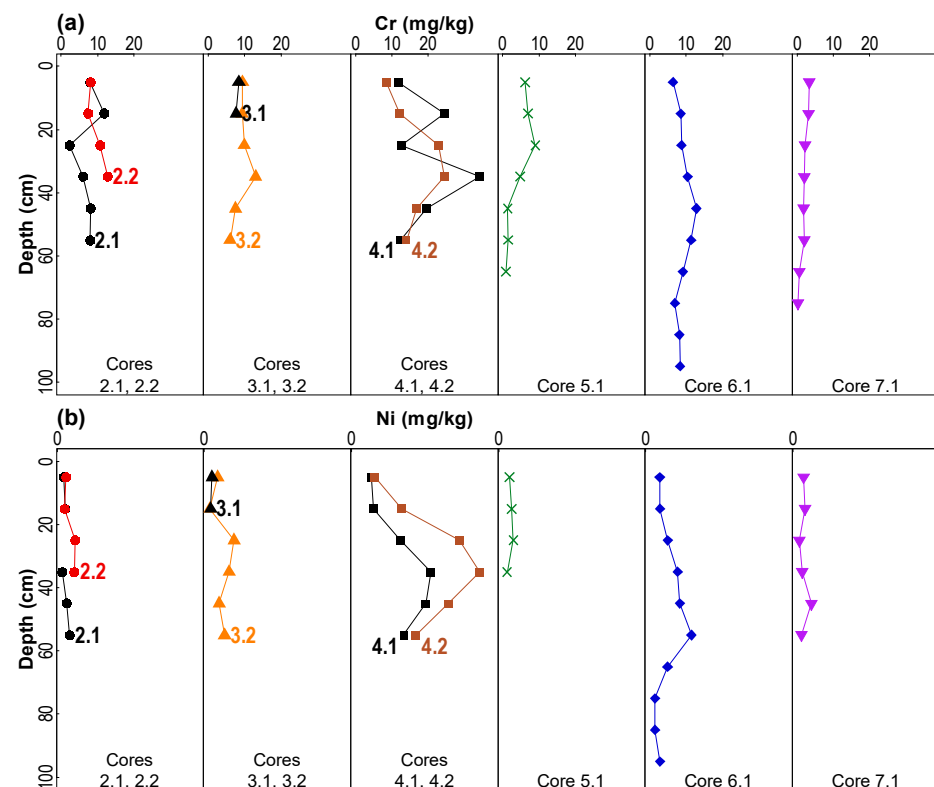 (a) Cr (mg/kg)
0 10 20 0 10 20 0 10 20 0 10 20 0 10 20 0 10 20
Depth (cm)
0
20
40
60
80
100
3.1
2.2
2.1
3.2
4.1 4.2
Cores Cores Cores
2.1, 2.2 3.1, 3.2 4.1, 4.2 Core 5.1 Core 6.1 Core 7.1
(b) Ni (mg/kg)
0 0 0 0 0 0
Depth (cm)
0
20
40
60
80
100
3.1
2.2
2.1
3.2
4.1 4.2
Cores Cores Cores
2.1, 2.2 3.1, 3.2 4.1, 4.2 Core 5.1 Core 6.1 Core 7.1